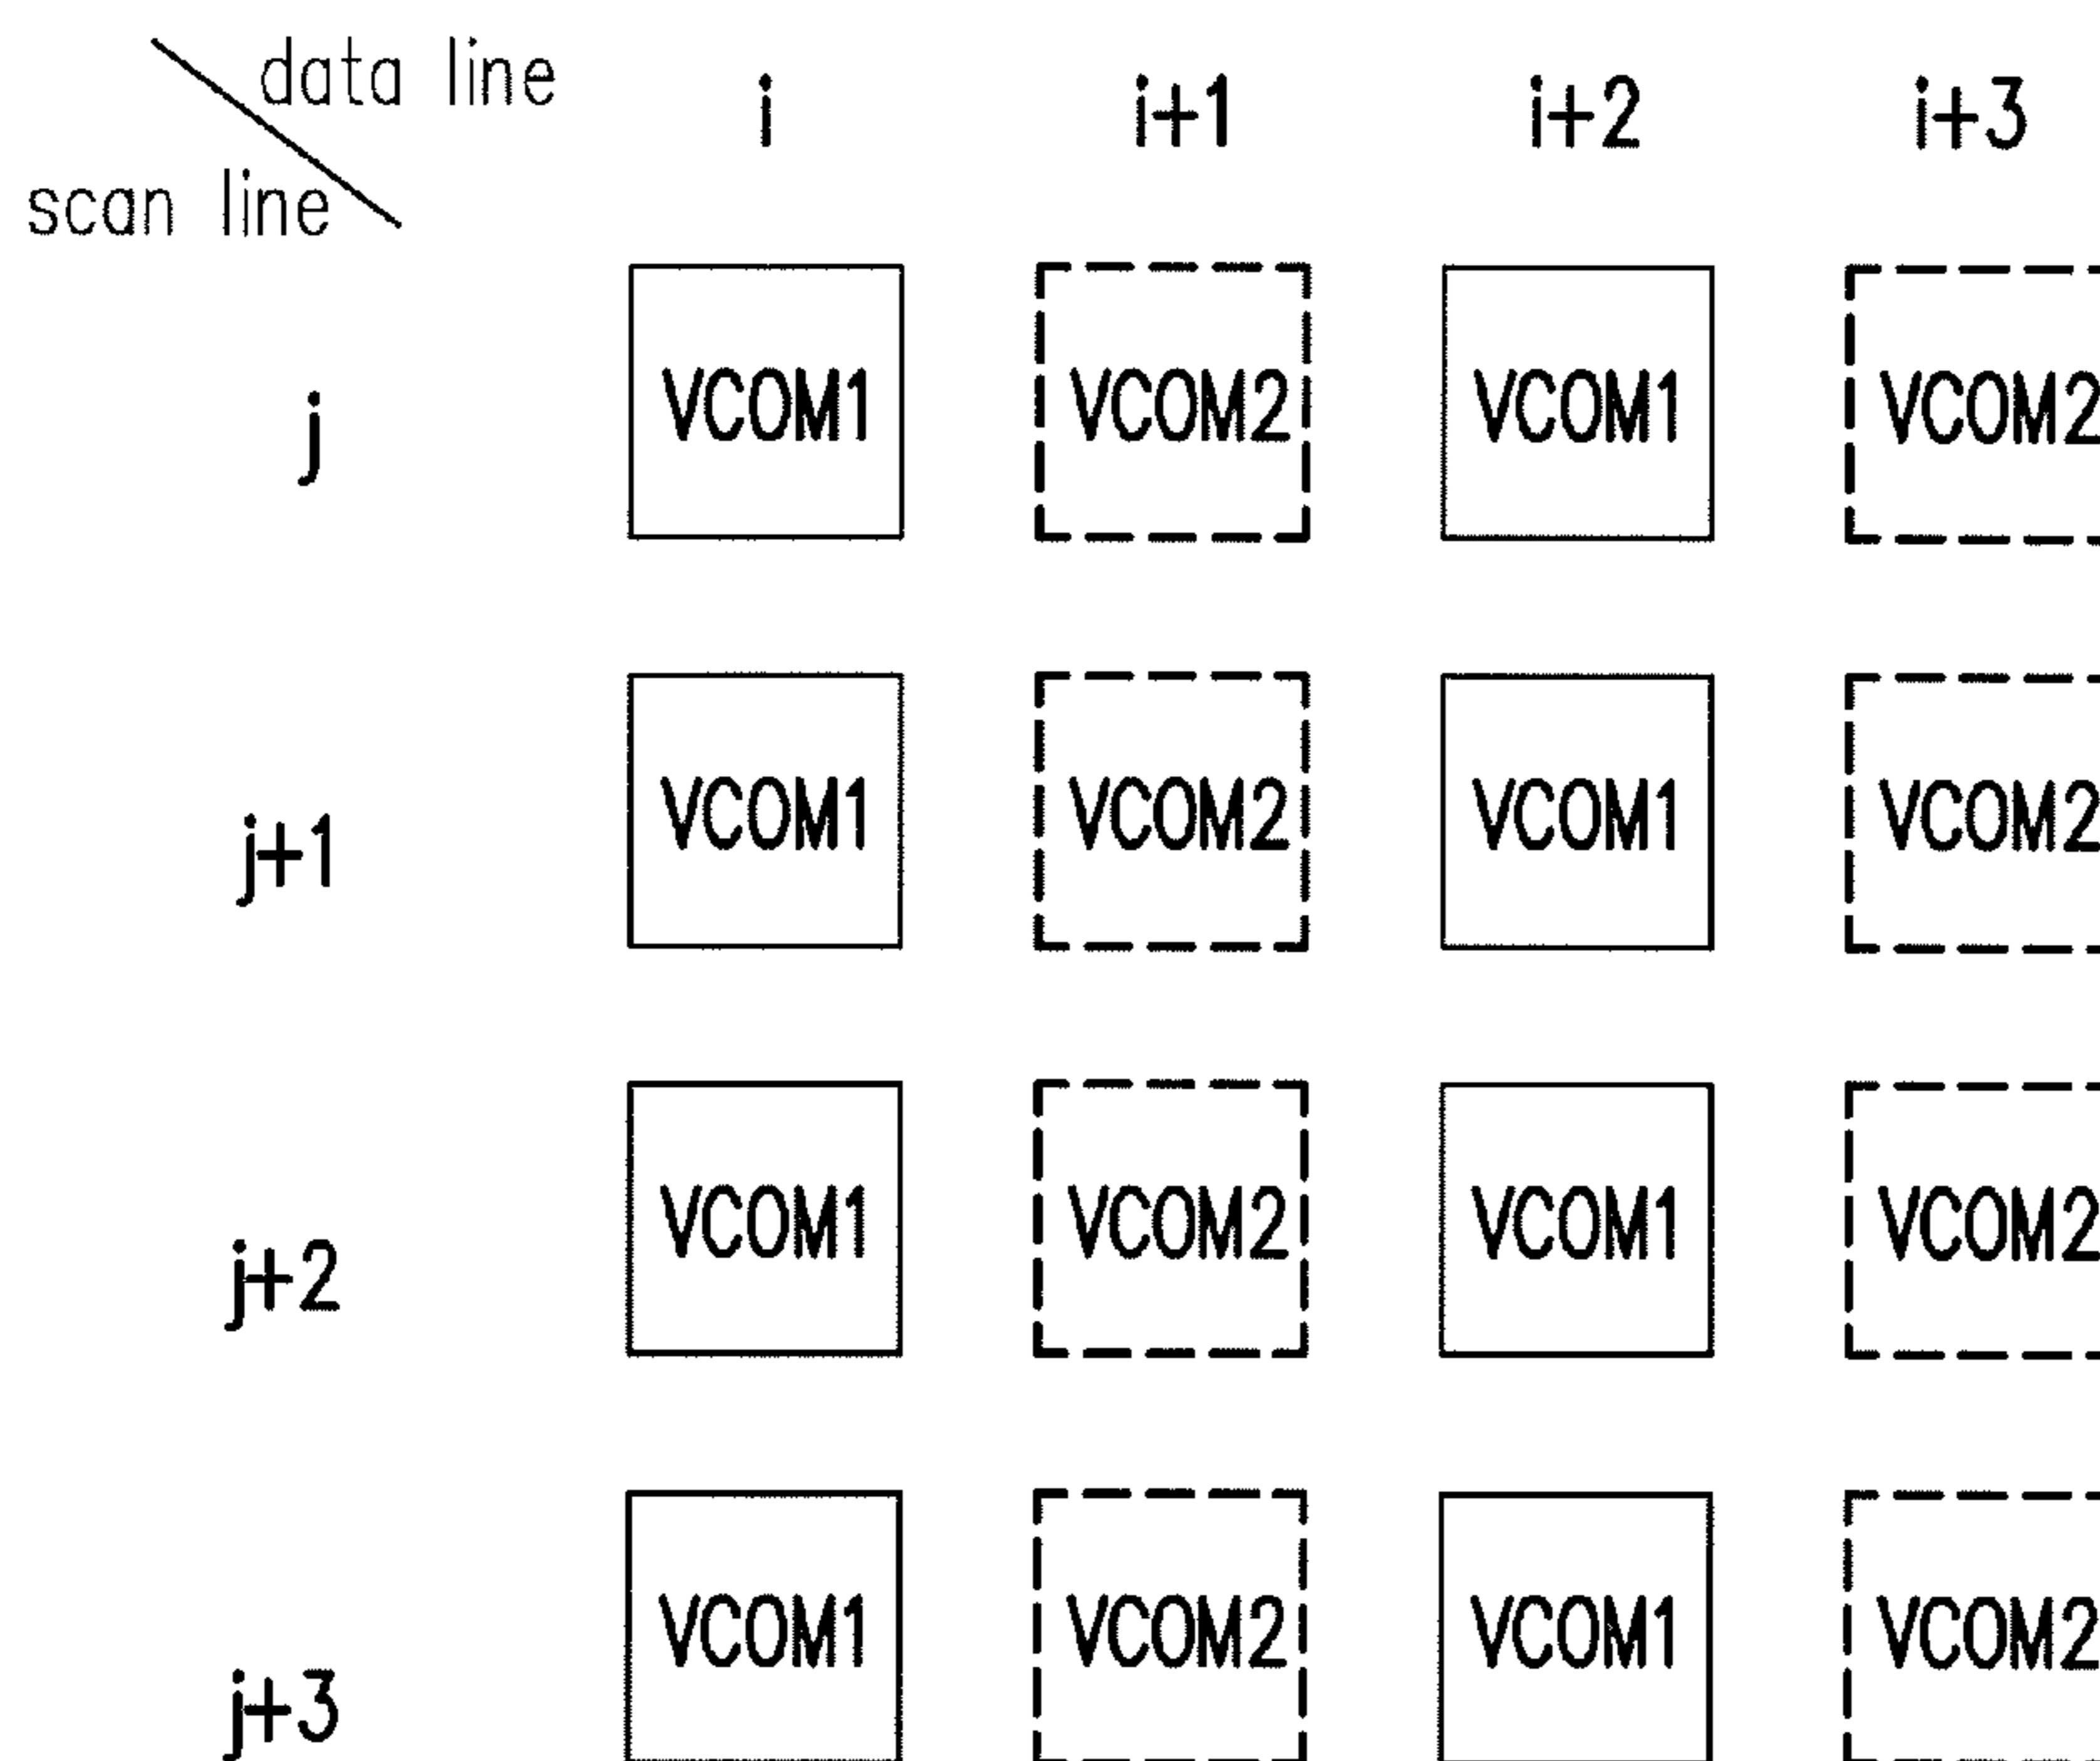 data line
scan line
i i+1 i+2 i+3
j VCOM1 VCOM2 VCOM1 VCOM2
j+1 VCOM1 VCOM2 VCOM1 VCOM2
j+2 VCOM1 VCOM2 VCOM1 VCOM2
j+3 VCOM1 VCOM2 VCOM1 VCOM2